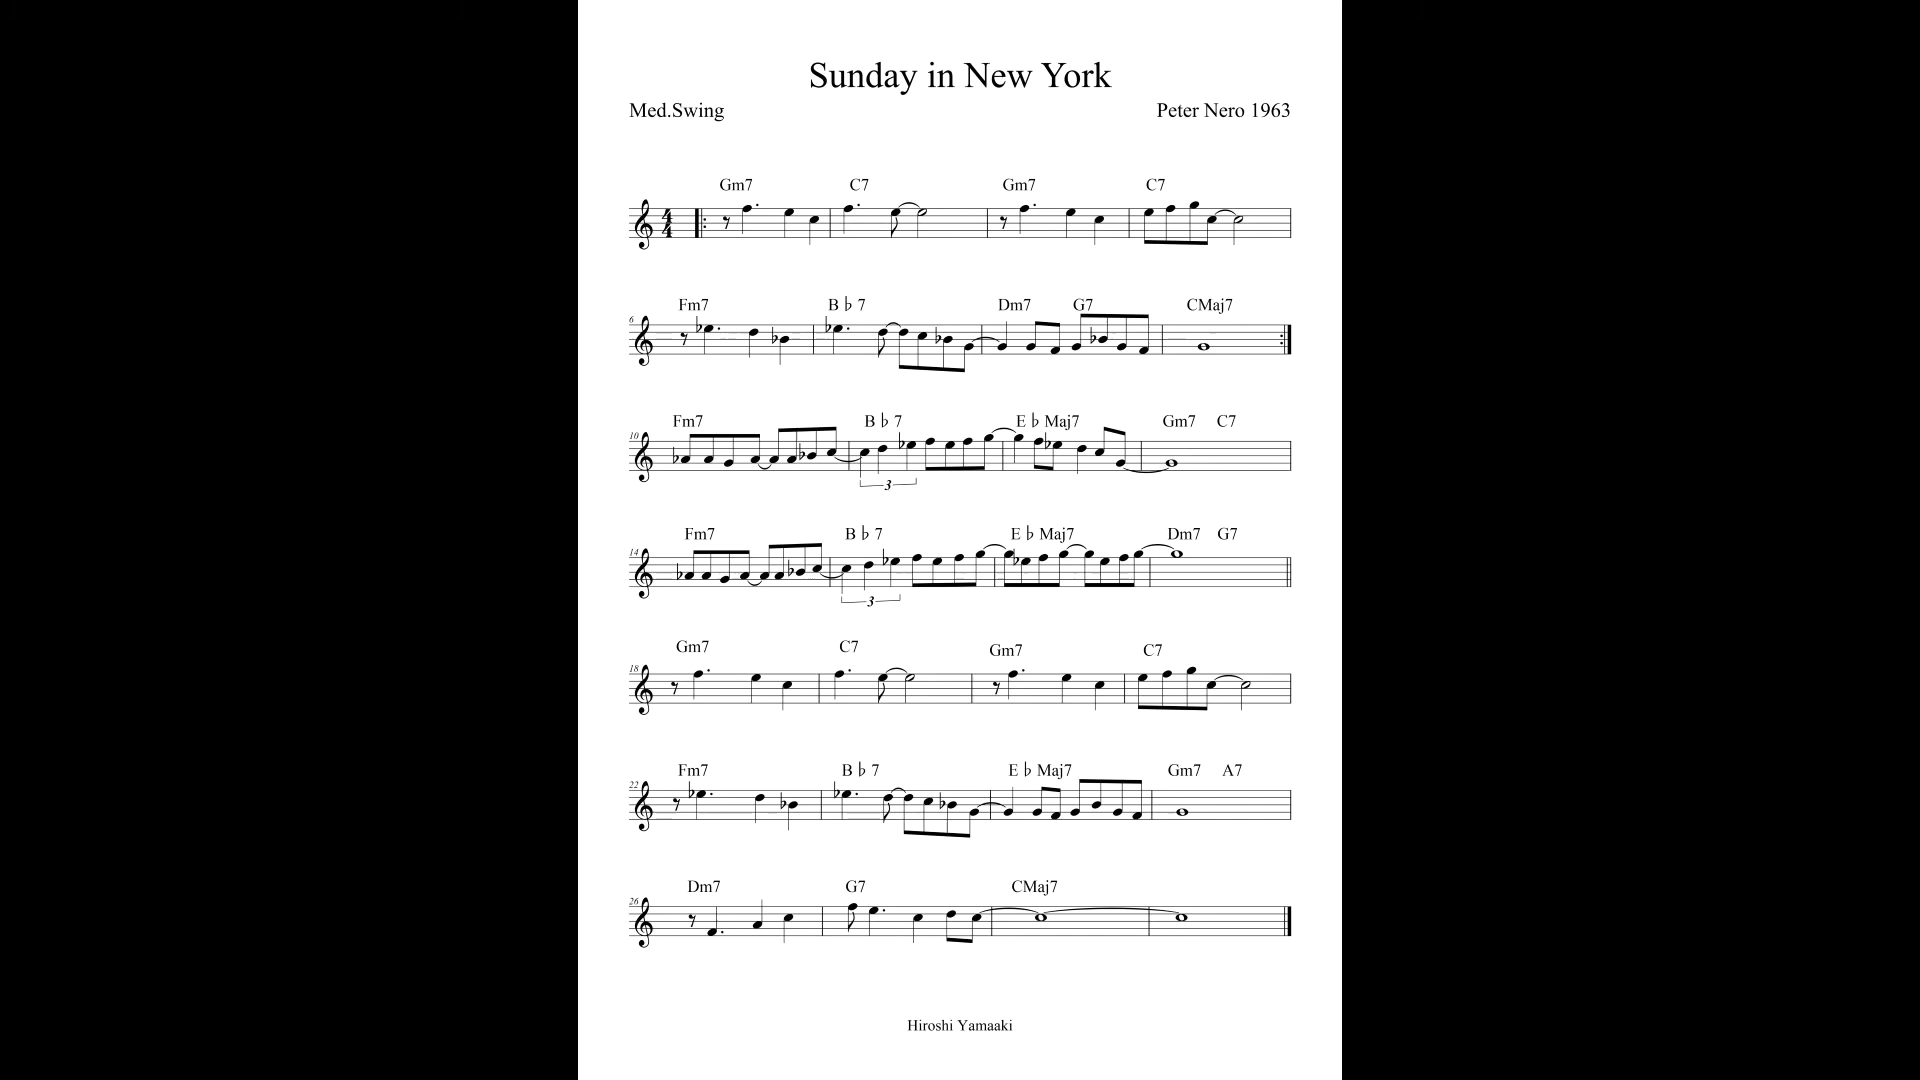 Sunday in New York
Med.Swing Peter Nero 1963
Gm7 C7 Gm7 C7
4
4
6 Fm7 B♭7 Dm7 G7 CMaj7
10 Fm7 B♭7 E♭Maj7 Gm7 C7
3
14 Fm7 B♭7 E♭Maj7 Dm7 G7
3
18 Gm7 C7 Gm7 C7
22 Fm7 B♭7 E♭Maj7 Gm7 A7
26 Dm7 G7 CMaj7
Hiroshi Yamaaki